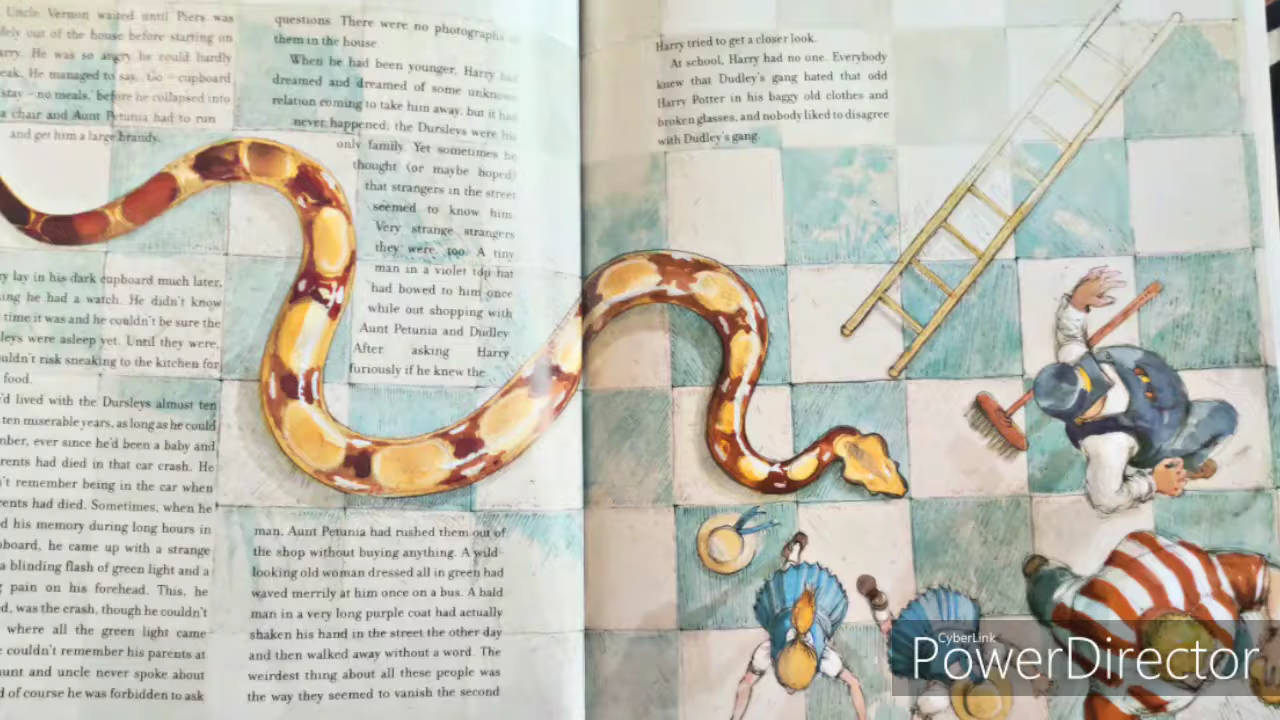 Uncle Vernon waited until Piers was
out of the house before starting on
He was so angry he could hardly
He managed to say, 'Go – cupboard
stay – no meals,' before he collapsed into
a chair and Aunt Petunia had to run
and get him a large brandy.
lay in his dark cupboard much later,
he had a watch. He didn't know
time it was and he couldn't be sure the
were asleep yet. Until they were,
risk sneaking to the kitchen for
food.
lived with the Dursleys almost ten
ten miserable years, as long as he could
ever since he'd been a baby and
had died in that car crash. He
remember being in the car when
had died. Sometimes, when he
his memory during long hours in
he came up with a strange
a blinding flash of green light and a
pain on his forehead. This, he
was the crash, though he couldn't
where all the green light came
couldn't remember his parents at
and uncle never spoke about
of course he was forbidden to ask
questions. There were no photographs
them in the house.
When he had been younger, Harry had
dreamed and dreamed of some unknown
relation coming to take him away, but it had
never happened; the Dursleys were his
only family. Yet sometimes he
thought (or maybe hoped)
that strangers in the street
seemed to know him.
Very strange strangers
they were, too. A tiny
man in a violet top hat
had bowed to him once
while out shopping with
Aunt Petunia and Dudley.
After asking Harry
furiously if he knew the
man, Aunt Petunia had rushed them out of
the shop without buying anything. A wild-
looking old woman dressed all in green had
waved merrily at him once on a bus. A bald
man in a very long purple coat had actually
shaken his hand in the street the other day
and then walked away without a word. The
weirdest thing about all these people was
the way they seemed to vanish the second
Harry tried to get a closer look.
At school, Harry had no one. Everybody
knew that Dudley's gang hated that odd
Harry Potter in his baggy old clothes and
broken glasses, and nobody liked to disagree
with Dudley's gang.
CyberLink
PowerDirector